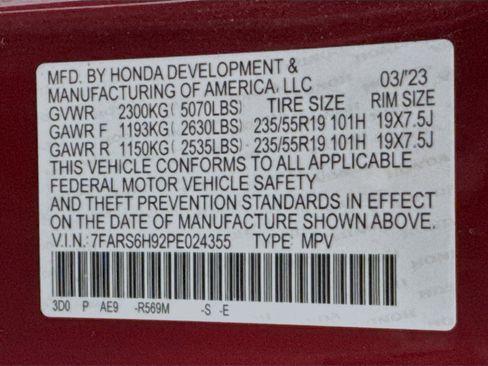 MFD. BY HONDA DEVELOPMENT &
MANUFACTURING OF AMERICA, LLC 03/'23
GVWR 2300KG( 5070LBS) TIRE SIZE RIM SIZE
GAWR F 1193KG ( 2630LBS) 235/55R19 101H 19X7.5J
GAWR R 1150KG ( 2535LBS) 235/55R19 101H 19X7.5J
THIS VEHICLE CONFORMS TO ALL APPLICABLE
FEDERAL MOTOR VEHICLE SAFETY
AND THEFT PREVENTION STANDARDS IN EFFECT
ON THE DATE OF MANUFACTURE SHOWN ABOVE.
V.I.N.: 7FARS6H92PE024355 TYPE: MPV
3D0 P AE9 -R569M -S -E